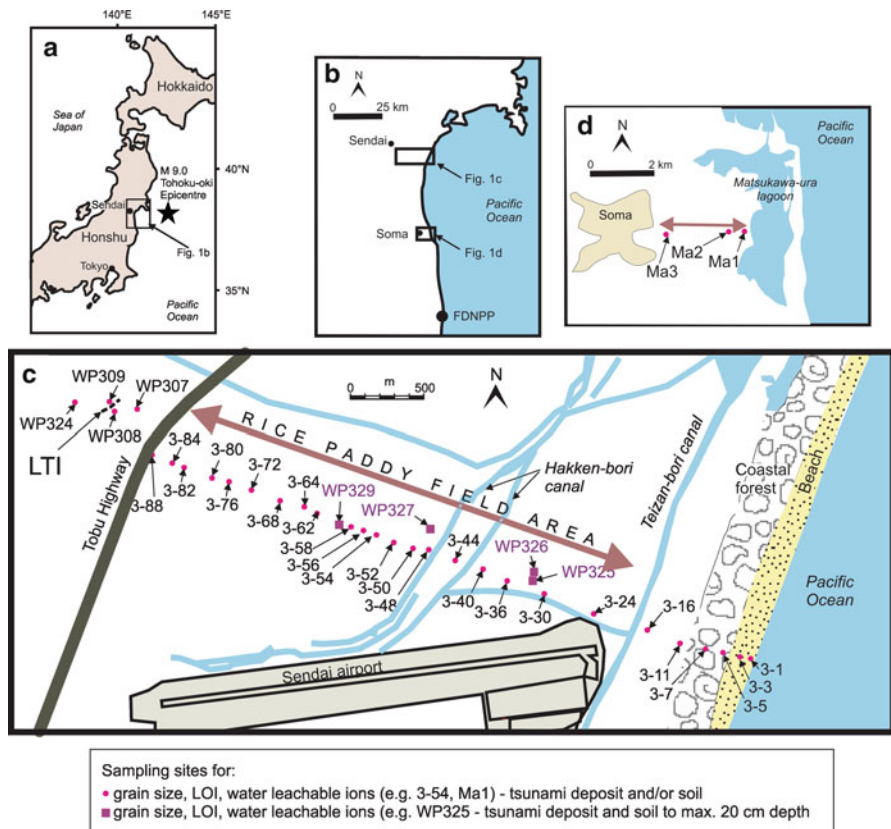 140°E
145°E
a
Hokkaido
Sea of
Japan
40°N
M 9.0
Tohoku-oki
Epicentre
Sendai
Honshu
Fig. 1b
Tokyo
35°N
Pacific
Ocean
b
N
25 km
Sendai
Fig. 1c
Pacific
Ocean
Soma
Fig. 1d
FDNPP
d
N
Pacific
Ocean
2 km
Matsukawa-ura
lagoon
Soma
Ma3
Ma2
Ma1
c
WP309
WP307
WP324
WP308
LTI
m
0
500
N
RICE PADDY FIELD AREA
3-84
3-80
3-72
3-64
3-88
3-82
3-76
3-68
3-62
WP329
WP327
Hakken-bori
canal
Teizan-bori canal
Coastal
forest
Beach
Tobu Highway
3-58
3-56
3-54
3-52
3-50
3-48
3-44
WP326
WP325
3-40
3-36
3-30
3-24
3-16
3-11
3-7
3-5
3-3
3-1
Pacific
Ocean
Sendai airport
Sampling sites for:
grain size, LOI, water leachable ions (e.g. 3-54, Ma1) - tsunami deposit and/or soil
grain size, LOI, water leachable ions (e.g. WP325 - tsunami deposit and soil to max. 20 cm depth